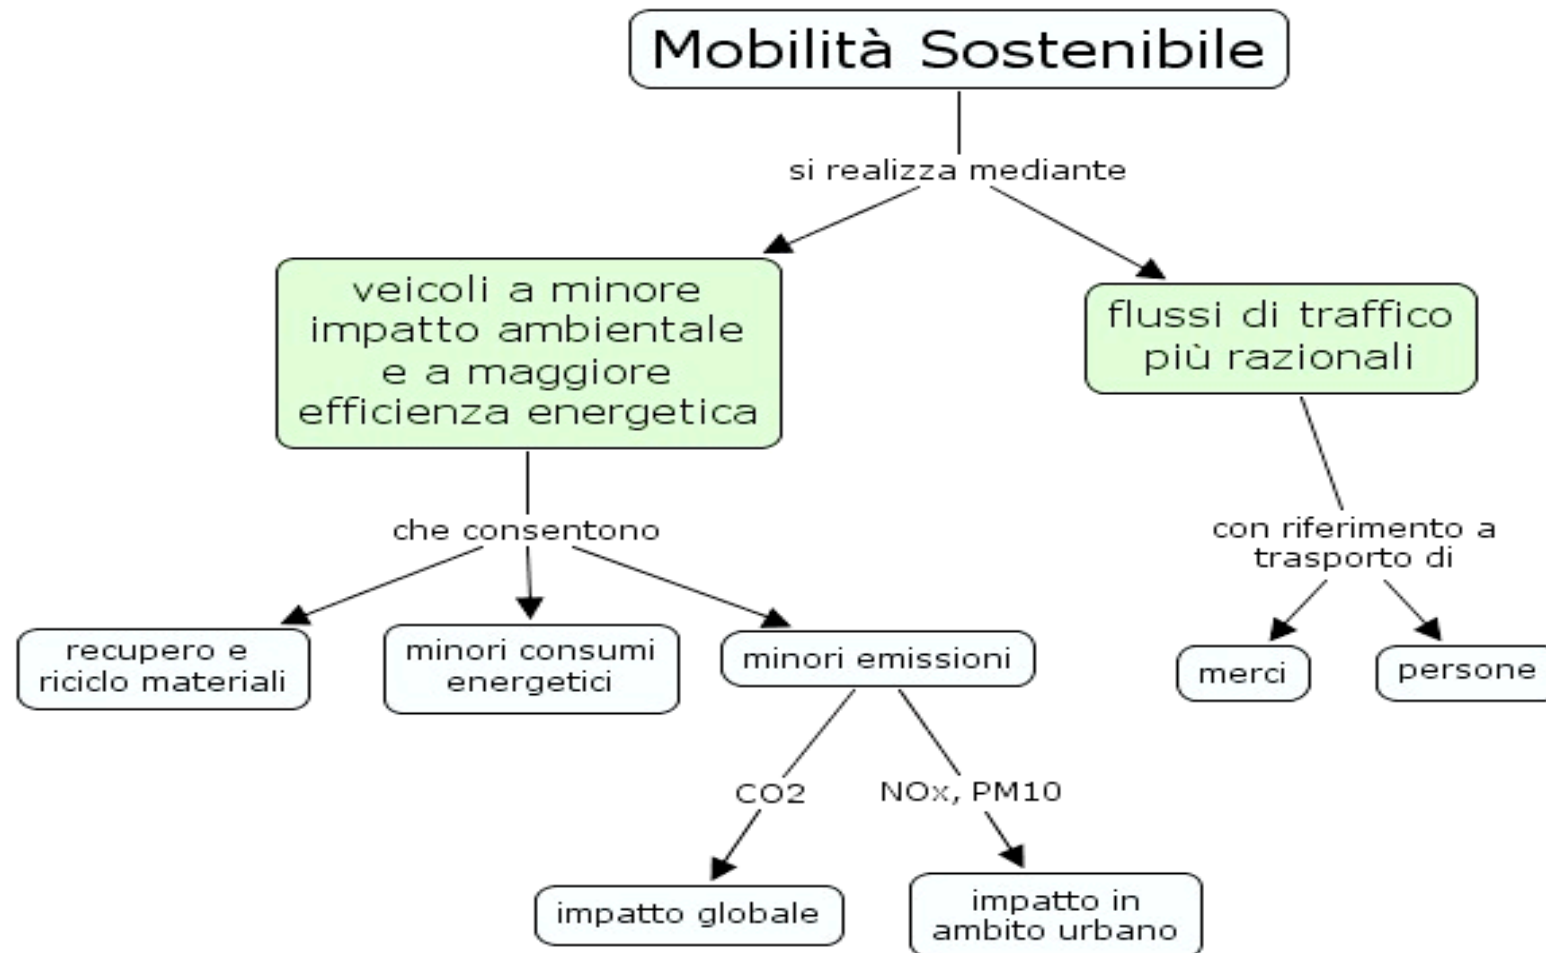 Mobilità Sostenibile
si realizza mediante
veicoli a minore
impatto ambientale
e a maggiore
efficienza energetica
flussi di traffico
più razionali
che consentono
con riferimento a
trasporto di
recupero e
riciclo materiali
minori consumi
energetici
minori emissioni
merci
persone
CO2
NOx, PM10
impatto globale
impatto in
ambito urbano